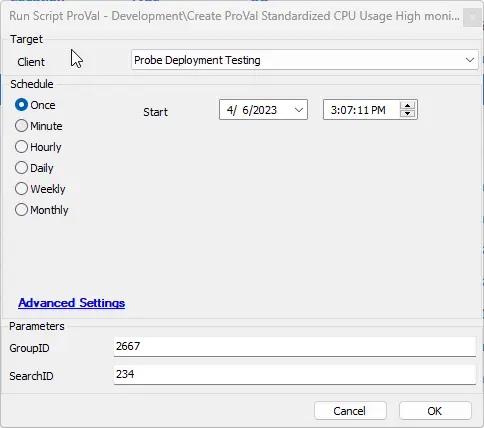 Run Script ProVal - Development\Create ProVal Standardized CPU Usage High moni...
Target
Client
Probe Deployment Testing
Schedule
Once
Start
4/ 6/2023
3:07:11 PM
Minute
Hourly
Daily
Weekly
Monthly
Advanced Settings
Parameters
GroupID
2667
SearchID
234
Cancel
OK